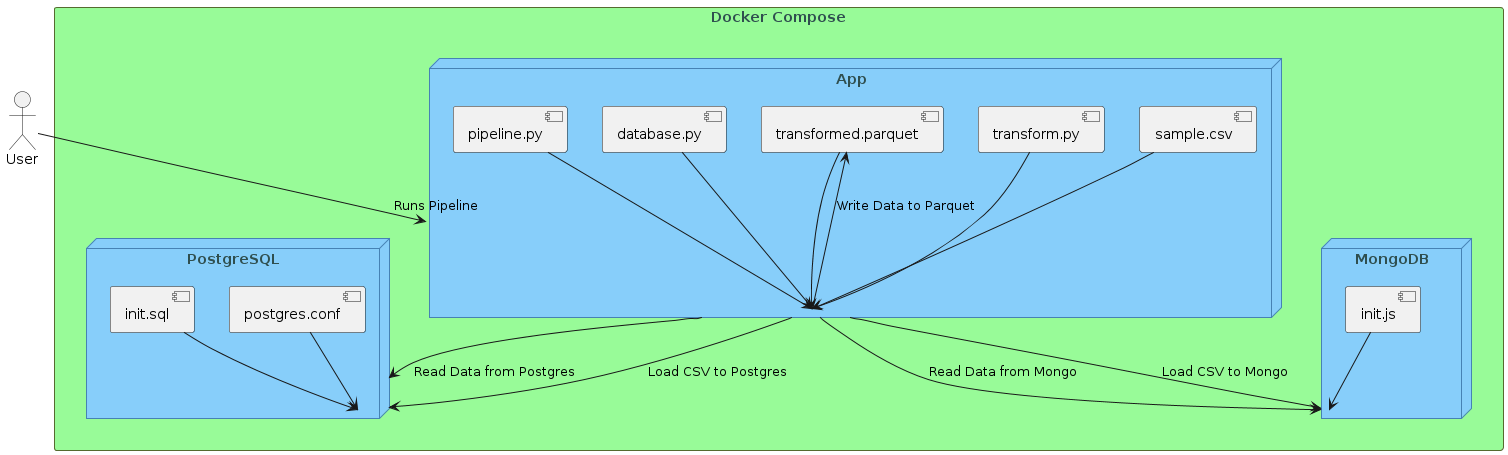 Docker Compose
App
pipeline.py
database.py
transformed.parquet
transform.py
sample.csv
User
Runs Pipeline
Write Data to Parquet
PostgreSQL
init.sql
postgres.conf
MongoDB
init.js
Read Data from Postgres
Load CSV to Postgres
Read Data from Mongo
Load CSV to Mongo